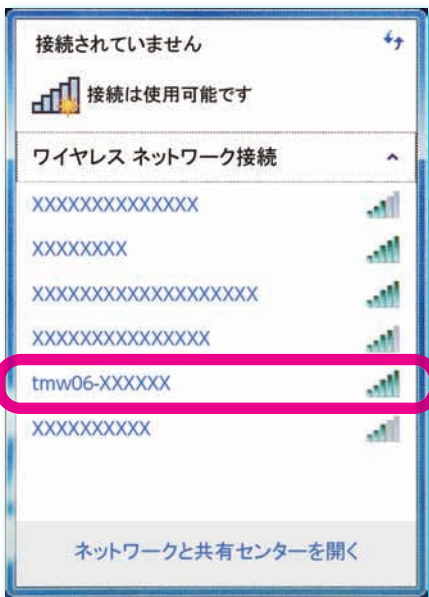 接続されていません
接続は使用可能です
ワイヤレス ネットワーク接続
XXXXXXXXXXXXXX
XXXXXXXX
XXXXXXXXXXXXXXXXXXX
XXXXXXXXXXXXXXX
tmw06-XXXXXX
XXXXXXXXXX
ネットワークと共有センターを開く